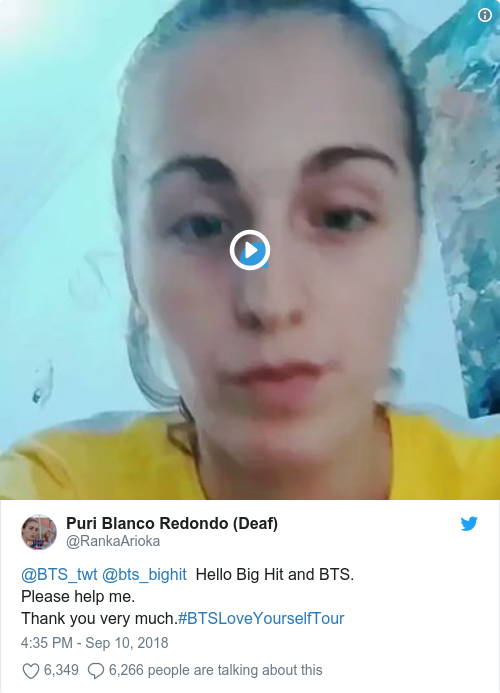 Puri Blanco Redondo (Deaf)
@RankaArioka
@BTS_twt @bts_bighit Hello Big Hit and BTS.
Please help me.
Thank you very much.#BTSLoveYourselfTour
4:35 PM - Sep 10, 2018
6,349 6,266 people are talking about this